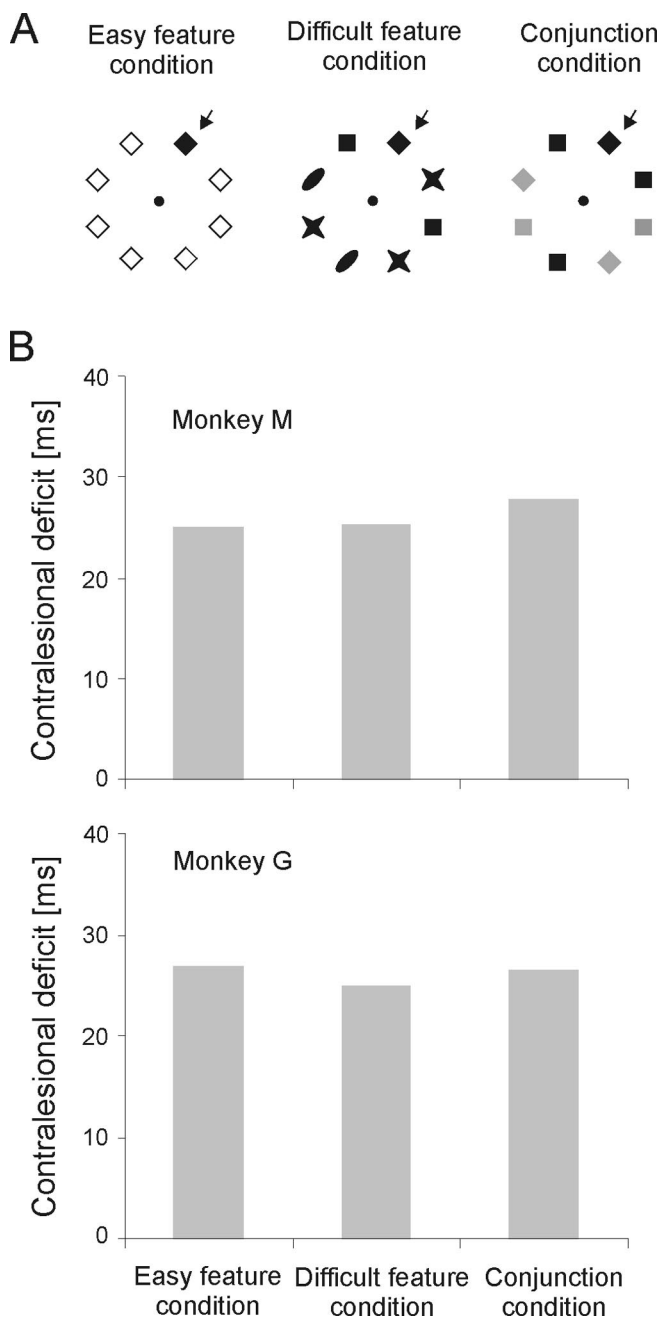 A
Easy feature
condition
Difficult feature
condition
Conjunction
condition
B
Contralesional deficit [ms]
40
30
20
10
0
Monkey M
Contralesional deficit [ms]
40
30
20
10
0
Monkey G
Easy feature
condition
Difficult feature
condition
Conjunction
condition